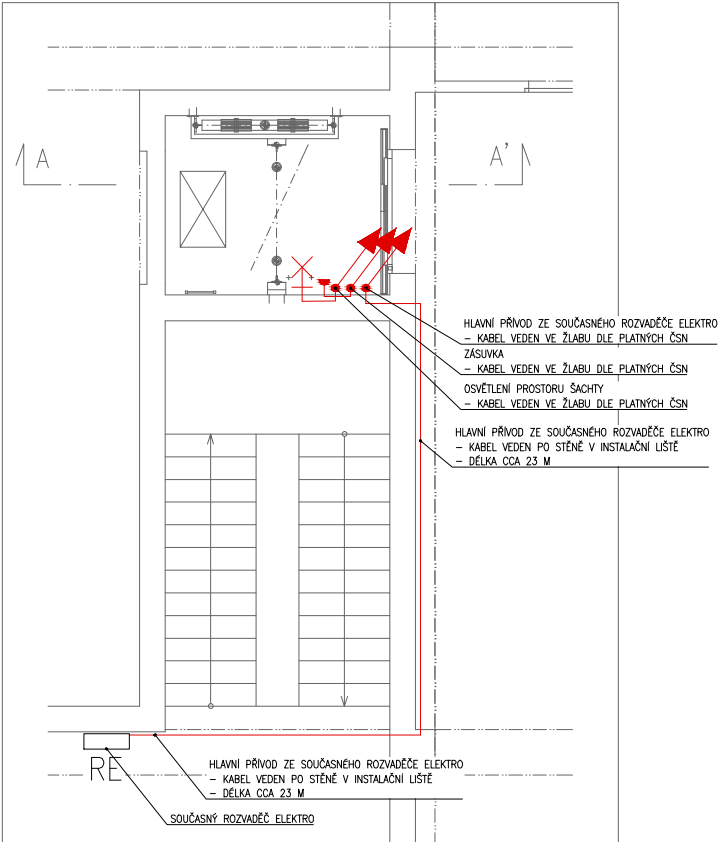 A
A'
HLAVNÍ PŘÍVOD ZE SOUČASNÉHO ROZVADĚČE ELEKTRO
– KABEL VEDEN VE ŽLABU DLE PLATNÝCH ČSN
ZÁSUVKA
– KABEL VEDEN VE ŽLABU DLE PLATNÝCH ČSN
OSVĚTLENÍ PROSTORU ŠACHTY
– KABEL VEDEN VE ŽLABU DLE PLATNÝCH ČSN
HLAVNÍ PŘÍVOD ZE SOUČASNÉHO ROZVADĚČE ELEKTRO
– KABEL VEDEN PO STĚNĚ V INSTALAČNÍ LIŠTĚ
– DÉLKA CCA 23 M
RE
HLAVNÍ PŘÍVOD ZE SOUČASNÉHO ROZVADĚČE ELEKTRO
– KABEL VEDEN PO STĚNĚ V INSTALAČNÍ LIŠTĚ
– DÉLKA CCA 23 M
SOUČASNÝ ROZVADĚČ ELEKTRO